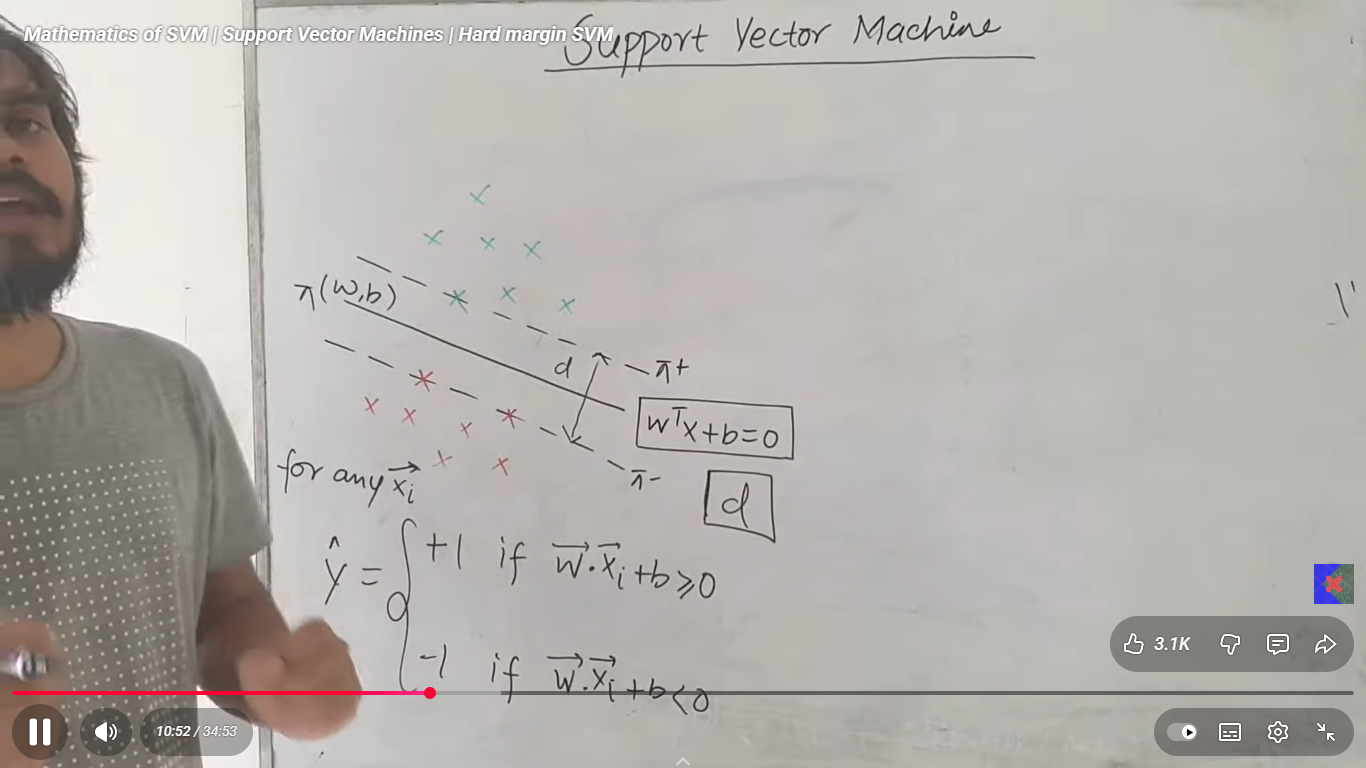 Mathematics of SVM | Support Vector Machines | Hard margin SVM
Support Vector Machine
π(w,b)
d
π+
wᵀx+b=0
π-
d
for any x⃗ᵢ
ŷ = { +1 if w⃗.x⃗ᵢ+b≥0
-1 if w⃗.x⃗ᵢ+b<0
3.1K
10:52 / 34:53